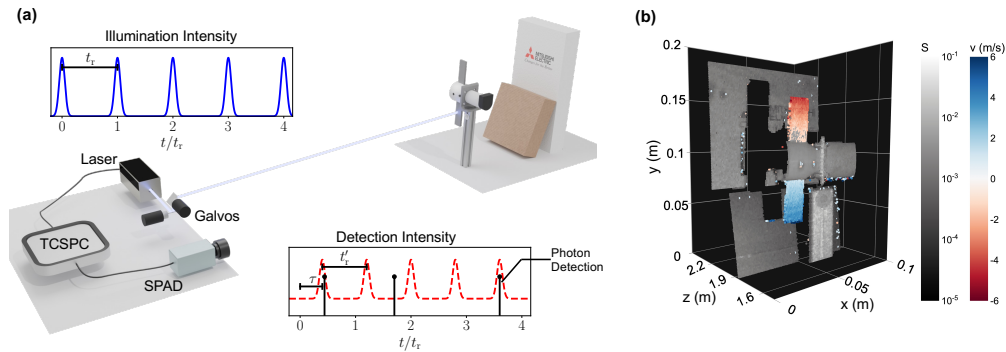 (a)
Illumination Intensity
t_r
0 1 2 3 4
t/t_r
Laser
Galvos
TCSPC
SPAD
MITSUBISHI
ELECTRIC
Detection Intensity
t′_r
τ
Photon
Detection
0 1 2 3 4
t/t_r
(b)
S
v (m/s)
0.2
0.15
0.1
0.05
0
y (m)
2.2
1.9
1.6
z (m)
0
0.05
0.1
x (m)
10⁻¹
10⁻²
10⁻³
10⁻⁴
10⁻⁵
6
4
2
0
-2
-4
-6